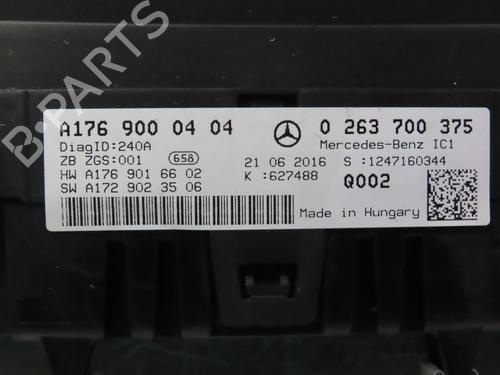 A176 900 04 04
0 263 700 375
DiagID:240A
Mercedes-Benz IC1
ZB ZGS:001
658
21 06 2016
S :1247160344
HW A176 901 66 02
K :627488
Q002
SW A172 902 35 06
Made in Hungary
B-PARTS